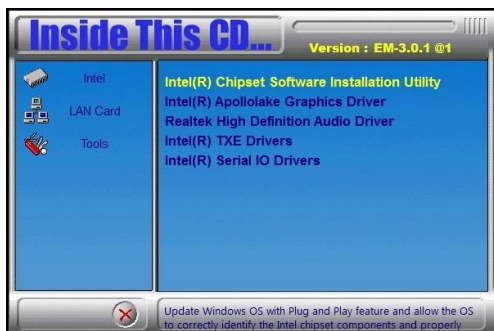 Inside This CD...
Version : EM-3.0.1 @1
Intel
LAN Card
Tools
Intel(R) Chipset Software Installation Utility
Intel(R) Apollolake Graphics Driver
Realtek High Definition Audio Driver
Intel(R) TXE Drivers
Intel(R) Serial IO Drivers
Update Windows OS with Plug and Play feature and allow the OS
to correctly identify the Intel chipset components and properly